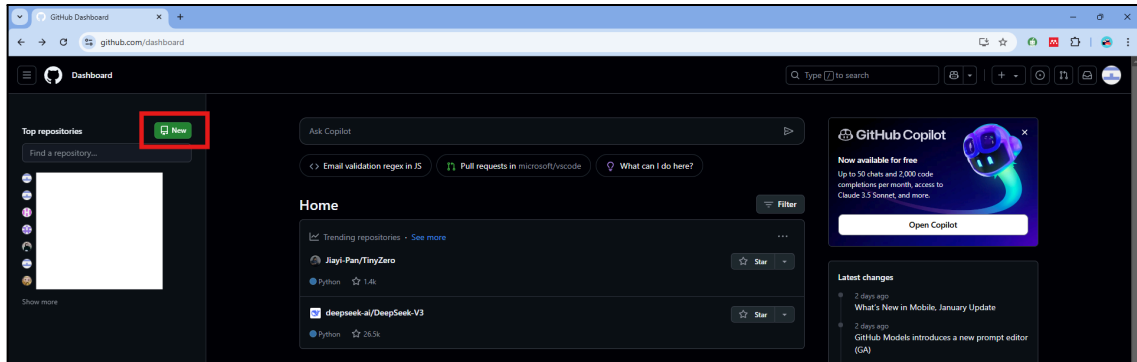 GitHub Dashboard
github.com/dashboard
Dashboard
Type / to search
Top repositories
New
Find a repository...
Show more
Ask Copilot
Email validation regex in JS
Pull requests in microsoft/vscode
What can I do here?
Home
Filter
Trending repositories · See more
Jiayi-Pan/TinyZero
Star
Python
1.4k
deepseek-ai/DeepSeek-V3
Star
Python
26.5k
GitHub Copilot
Now available for free
Up to 50 chats and 2,000 code
completions per month, access to
Claude 3.5 Sonnet, and more.
Open Copilot
Latest changes
2 days ago
What's New in Mobile, January Update
2 days ago
GitHub Models introduces a new prompt editor
(GA)